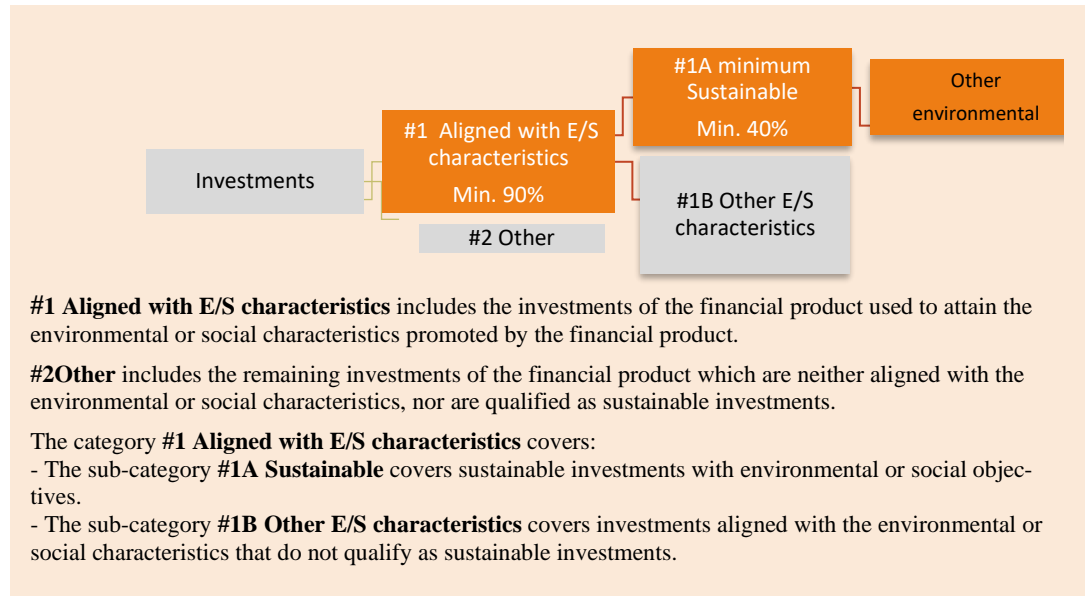 #1A minimum
Sustainable
Min. 40%
Other
environmental
#1 Aligned with E/S
characteristics
Min. 90%
Investments
#1B Other E/S
characteristics
#2 Other
#1 Aligned with E/S characteristics includes the investments of the financial product used to attain the
environmental or social characteristics promoted by the financial product.
#2Other includes the remaining investments of the financial product which are neither aligned with the
environmental or social characteristics, nor are qualified as sustainable investments.
The category #1 Aligned with E/S characteristics covers:
- The sub-category #1A Sustainable covers sustainable investments with environmental or social objec-
tives.
- The sub-category #1B Other E/S characteristics covers investments aligned with the environmental or
social characteristics that do not qualify as sustainable investments.